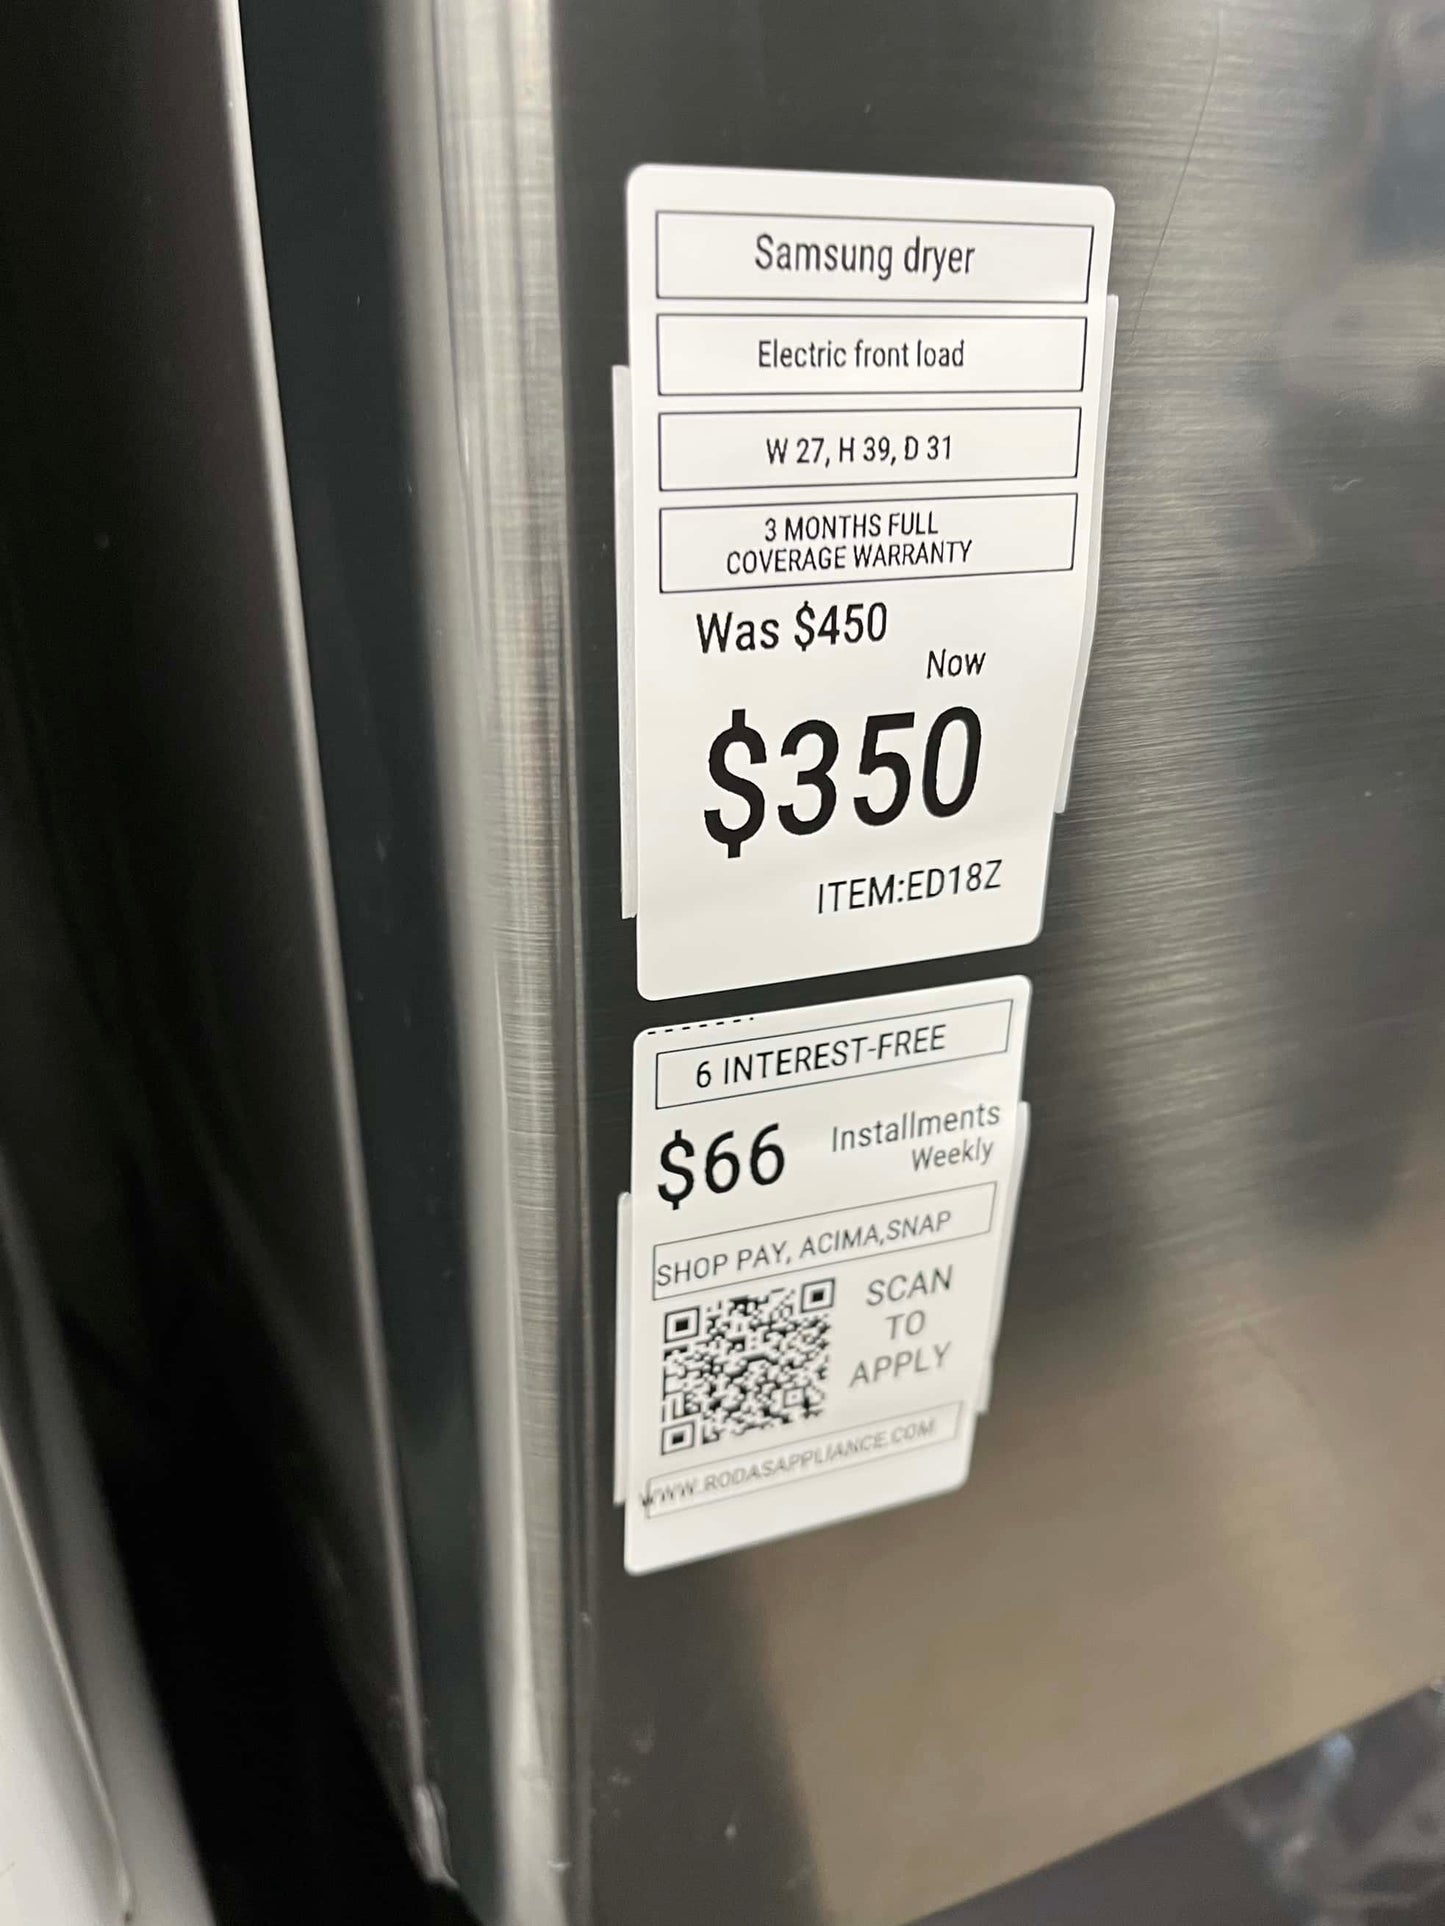 Samsung dryer
Electric front load
W 27, H 39, D 31
3 MONTHS FULL
COVERAGE WARRANTY
Was $450
Now
$350
ITEM:ED18Z
6 INTEREST-FREE
$66 Installments
Weekly
SHOP PAY, ACIMA,SNAP
SCAN
TO
APPLY
WWW.RODASAPPLIANCE.COM